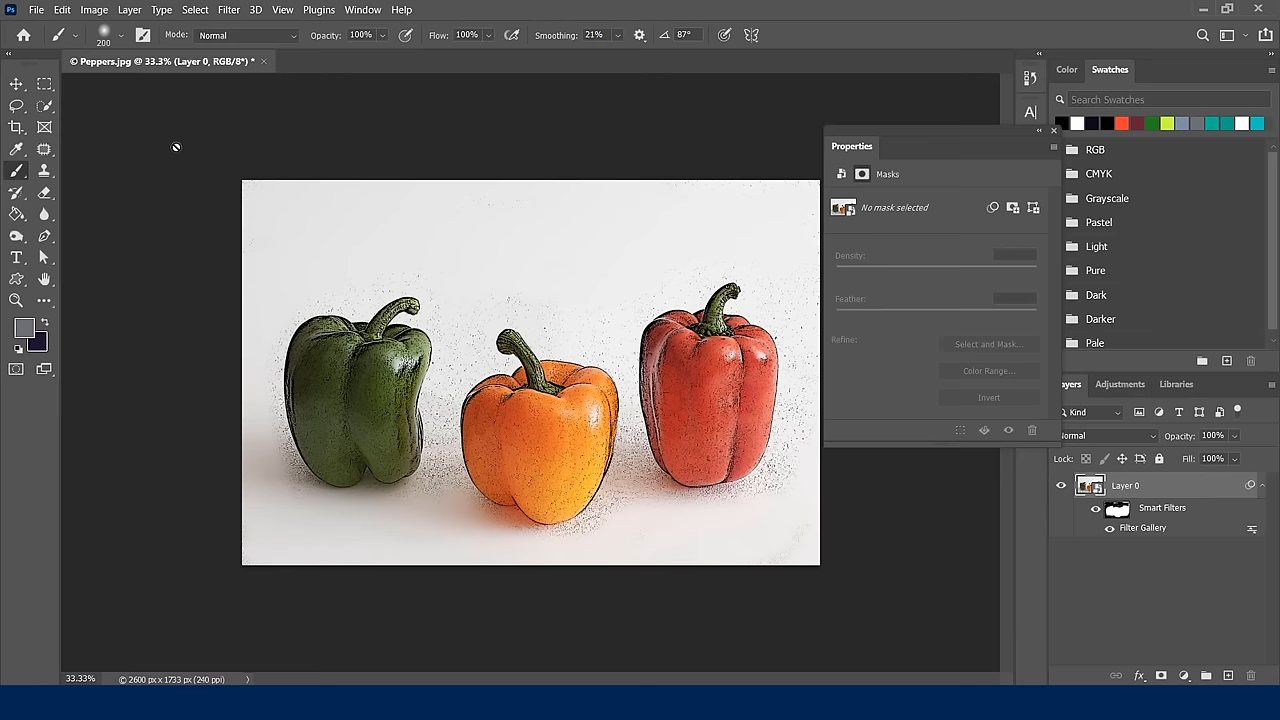 Ps File Edit Image Layer Type Select Filter 3D View Plugins Window Help
200 Mode: Normal Opacity: 100% Flow: 100% Smoothing: 21% 87°
© Peppers.jpg @ 33.3% (Layer 0, RGB/8*) *
Color Swatches
Search Swatches
A
Properties
Masks
No mask selected
Density:
Feather:
Refine:
Select and Mask...
Color Range...
Invert
RGB
CMYK
Grayscale
Pastel
Light
Pure
Dark
Darker
Pale
ayers Adjustments Libraries
Kind
ormal Opacity: 100%
Lock: Fill: 100%
Layer 0
Smart Filters
Filter Gallery
fx
33.33% © 2600 px x 1733 px (240 ppi)